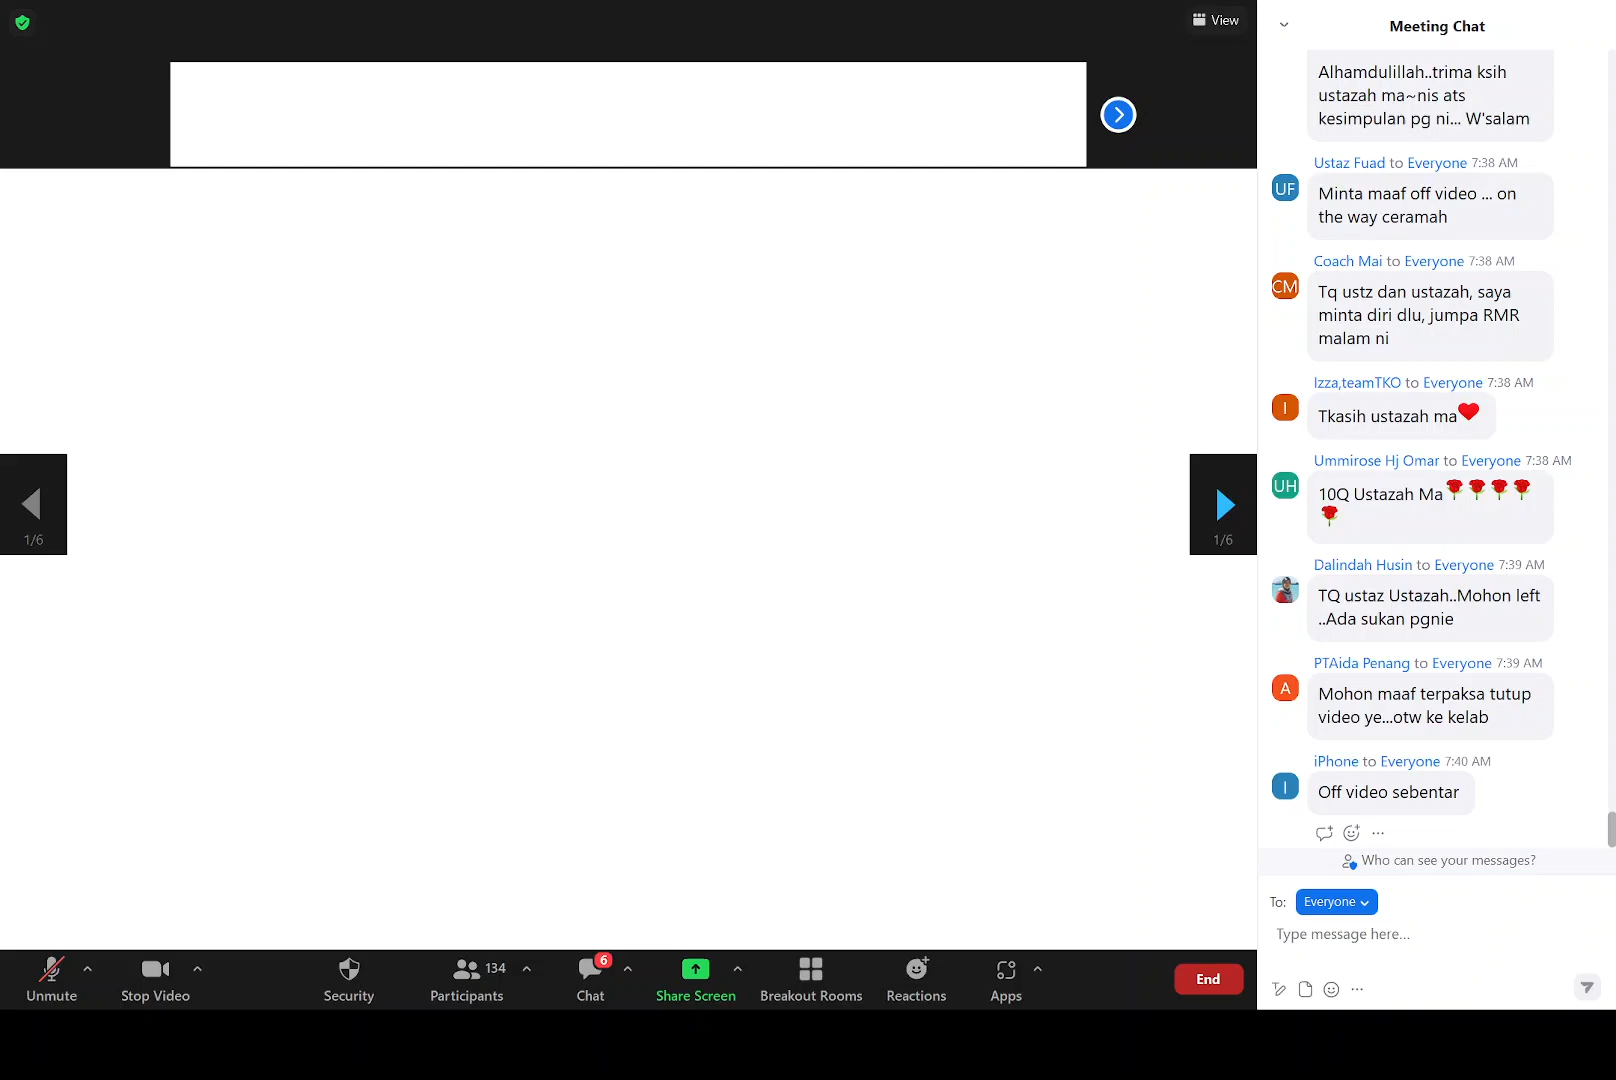 View
Meeting Chat
Alhamdulillah..trima ksih
ustazah ma~nis ats
kesimpulan pg ni... W'salam
Ustaz Fuad to Everyone 7:38 AM
UF
Minta maaf off video ... on
the way ceramah
Coach Mai to Everyone 7:38 AM
CM
Tq ustz dan ustazah, saya
minta diri dlu, jumpa RMR
malam ni
Izza,teamTKO to Everyone 7:38 AM
I
Tkasih ustazah ma❤️
Ummirose Hj Omar to Everyone 7:38 AM
UH
10Q Ustazah Ma🌹🌹🌹🌹
🌹
Dalindah Husin to Everyone 7:39 AM
TQ ustaz Ustazah..Mohon left
..Ada sukan pgnie
PTAida Penang to Everyone 7:39 AM
A
Mohon maaf terpaksa tutup
video ye...otw ke kelab
iPhone to Everyone 7:40 AM
I
Off video sebentar
Who can see your messages?
To: Everyone
Type message here...
1/6
1/6
Unmute
Stop Video
Security
134
Participants
6
Chat
Share Screen
Breakout Rooms
Reactions
Apps
End